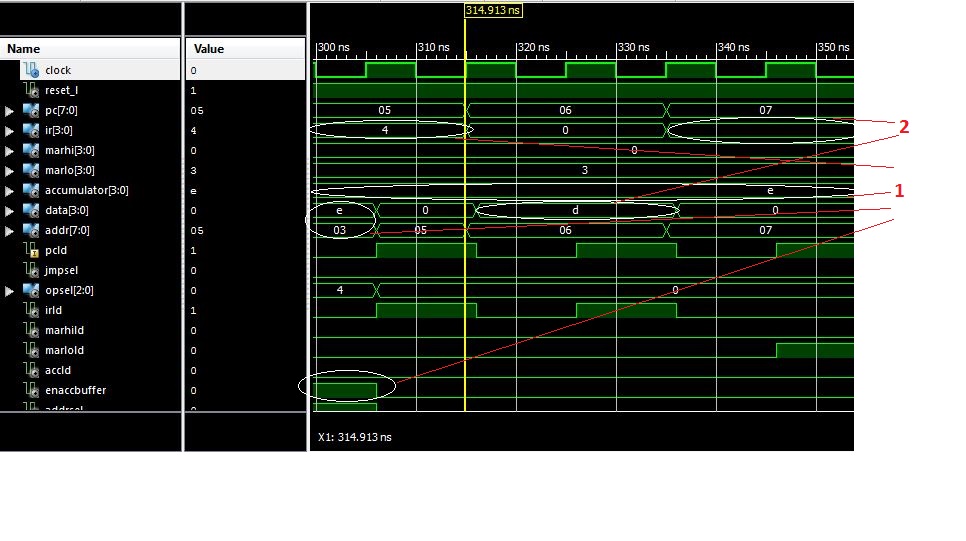 314.913 ns
Name Value 300 ns 310 ns 320 ns 330 ns 340 ns 350 ns
clock 0
reset_l 1
pc[7:0] 05 05 06 07
ir[3:0] 4 4 0
marhi[3:0] 0 0
marlo[3:0] 3 3
accumulator[3:0] e e
data[3:0] 0 e 0 d 0
addr[7:0] 05 03 05 06 07
pcld 1
jmpsel 0
opsel[2:0] 0 4 0
irld 1
marhild 0
marlold 0
accld 0
enaccbuffer 0
addrsel 0
X1: 314.913 ns
2
1